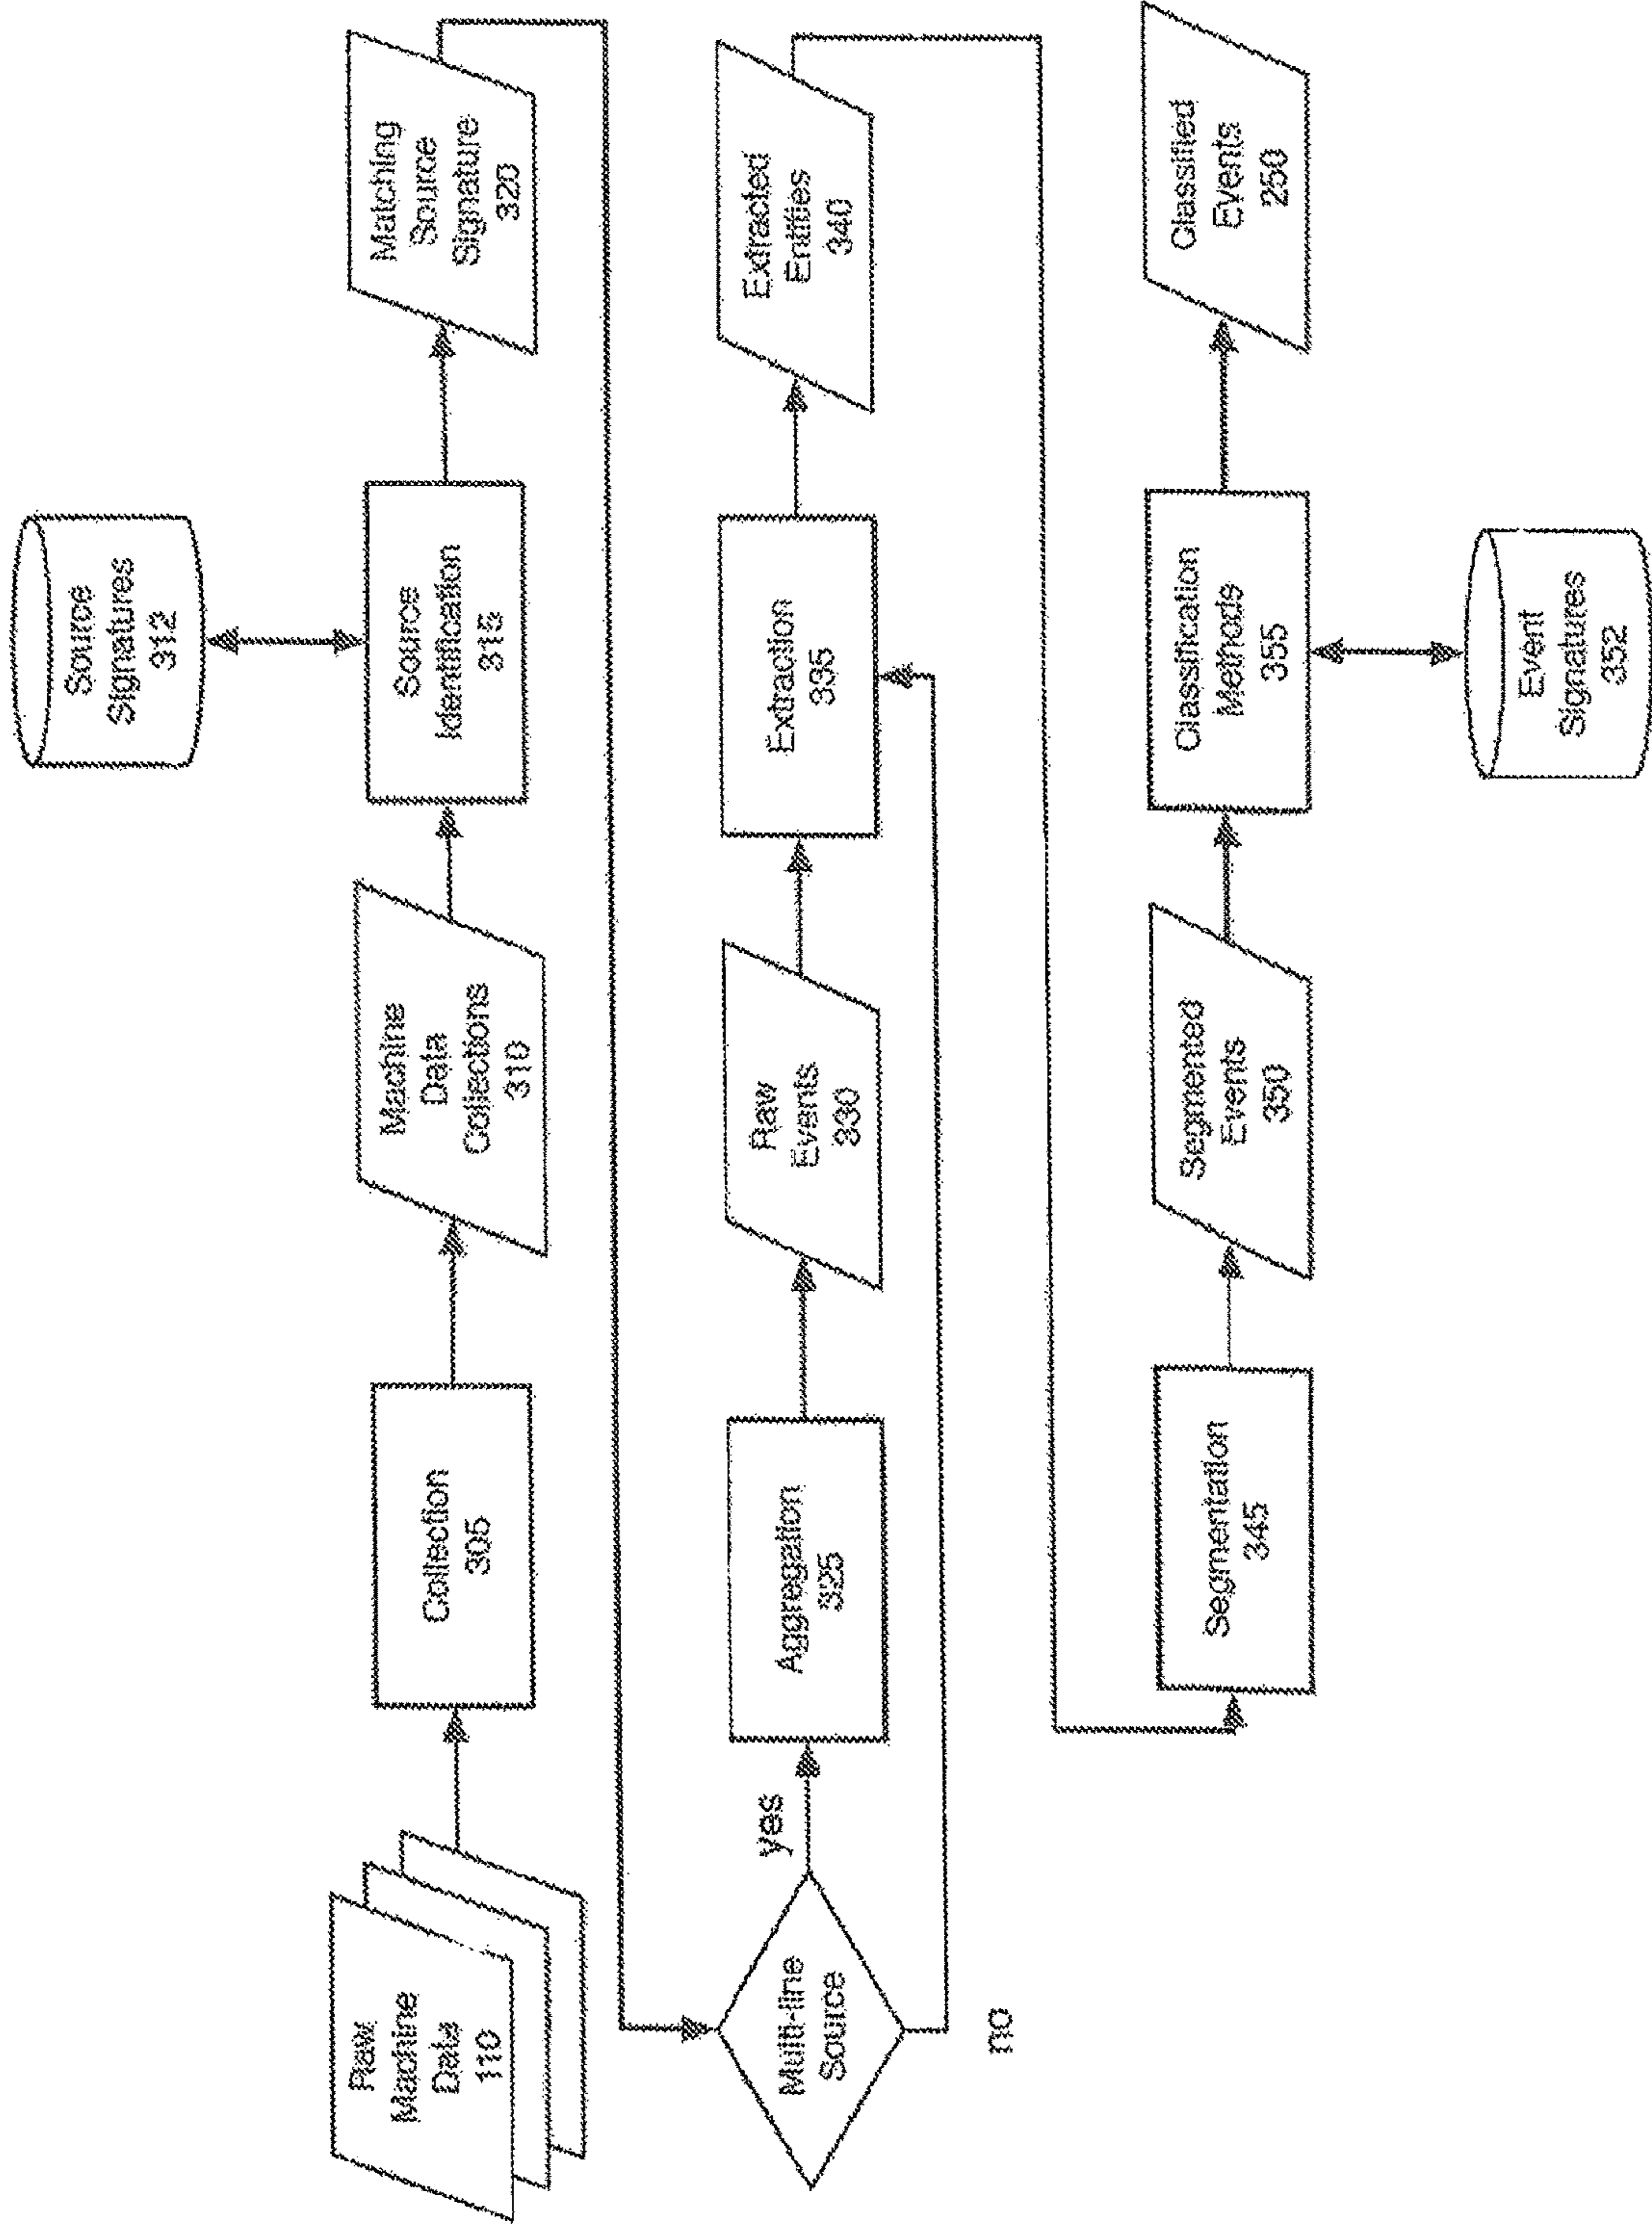 Source
Signatures
312
Raw
Machine
Data
110
Collection
305
Machine
Data
Collections
310
Source
Identification
315
Matching
Source
Signature
320
Multi-line
Source
yes
no
Aggregation
325
Raw
Events
330
Extraction
335
Extracted
Entities
340
Segmentation
345
Segmented
Events
350
Classification
Methods
355
Classified
Events
250
Event
Signatures
352